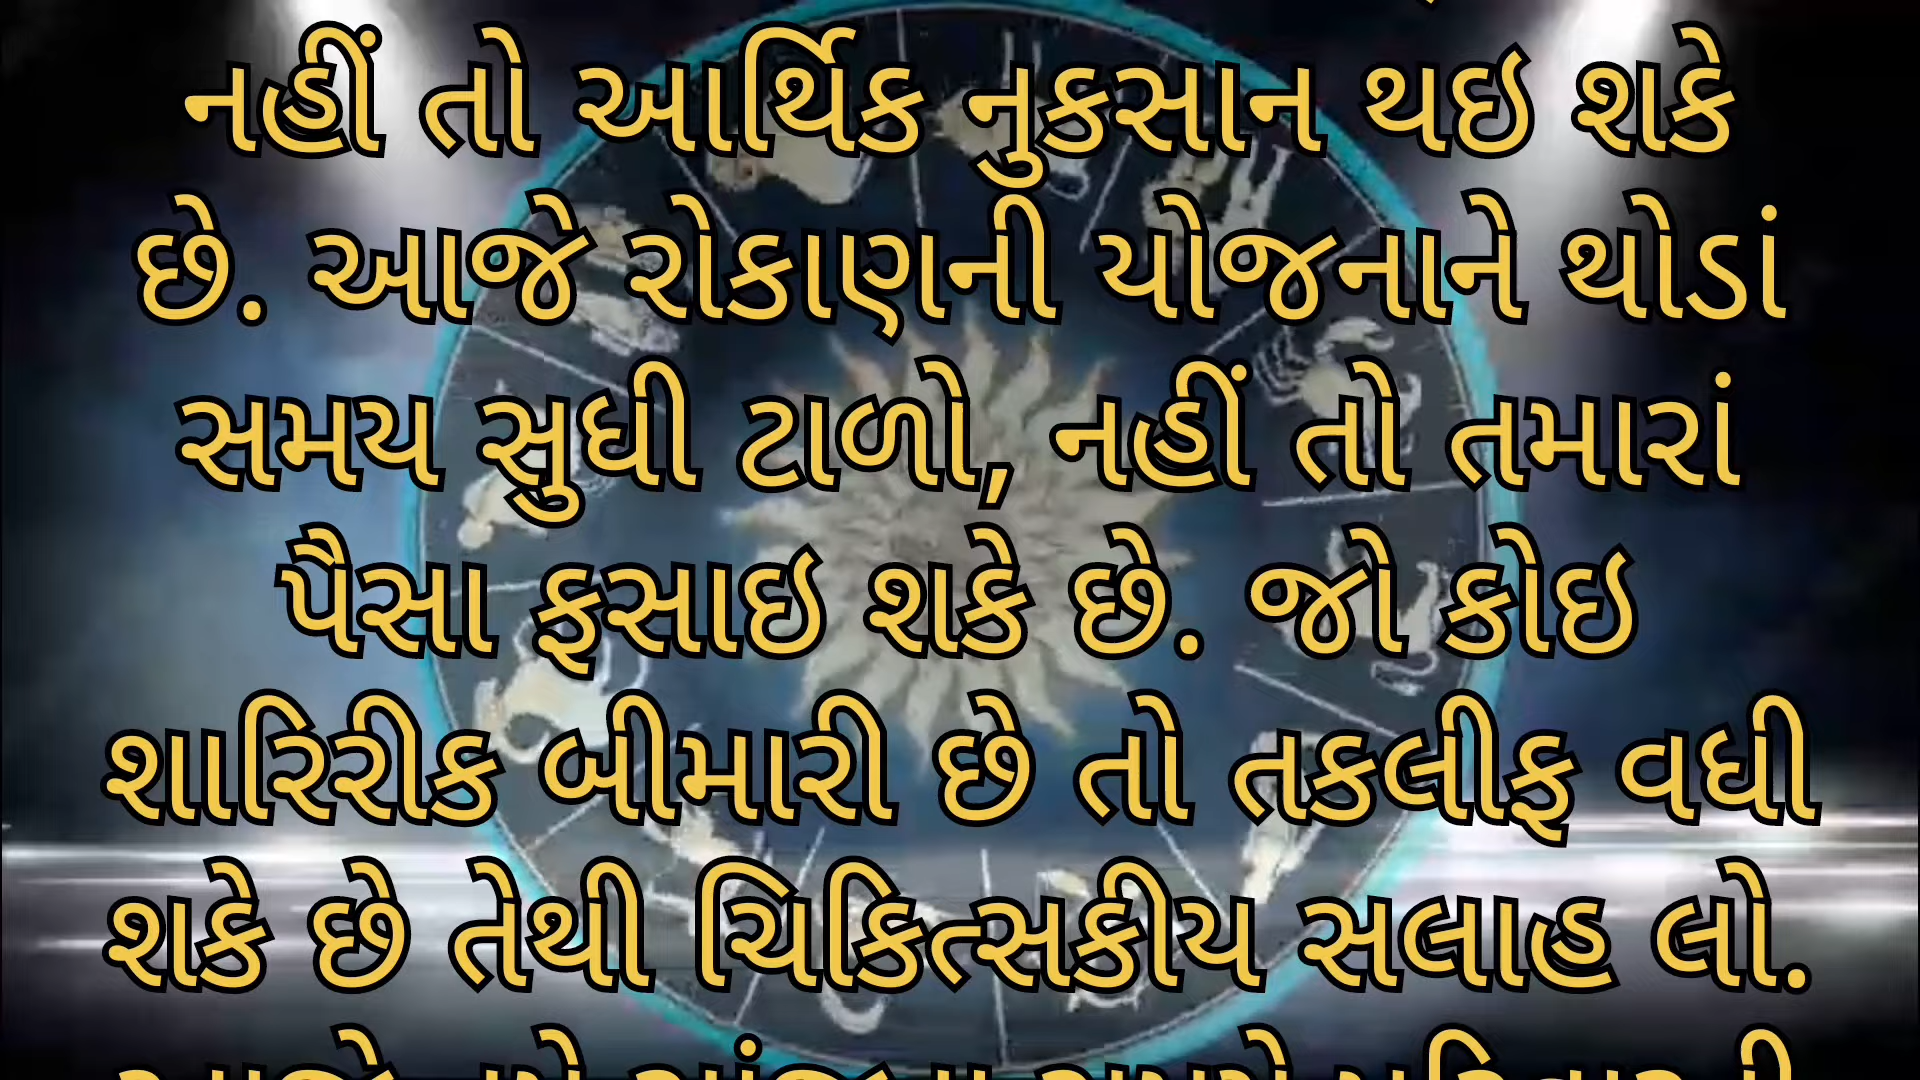 નહીં તો આર્થિક નુકસાન થઇ શકે
છે. આજે રોકાણની યોજનાને થોડાં
સમય સુધી ટાળો, નહીં તો તમારાં
પૈસા ફસાઇ શકે છે. જો કોઇ
શારિરીક બીમારી છે તો તકલીફ વધી
શકે છે તેથી ચિકિત્સકીય સલાહ લો.